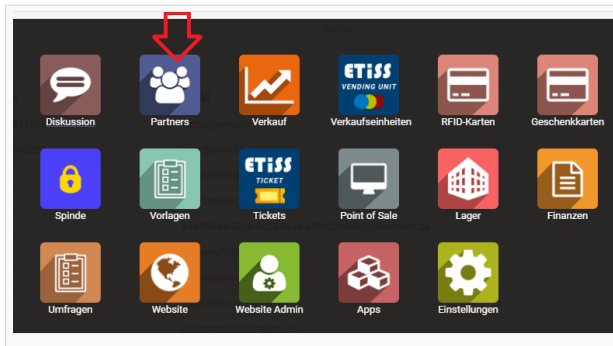 Diskussion
Partners
Verkauf
ETiSS
VENDING UNIT
Verkaufseinheiten
RFID-Karten
Geschenkkarten
Spinde
Vorlagen
ETiSS
TICKET
Tickets
Point of Sale
Lager
Finanzen
Umfragen
Website
Website Admin
Apps
Einstellungen